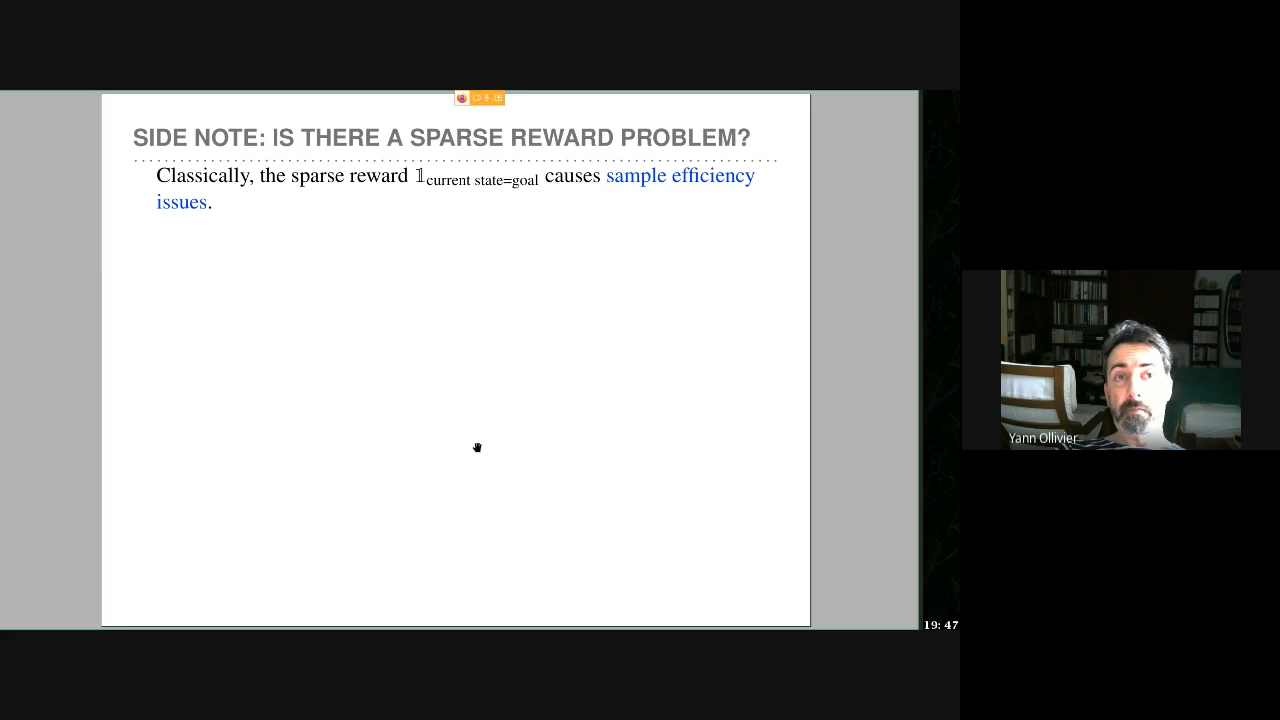 SIDE NOTE: IS THERE A SPARSE REWARD PROBLEM?
Classically, the sparse reward 𝟙current state=goal causes sample efficiency
issues.
Yann Ollivier
19:47